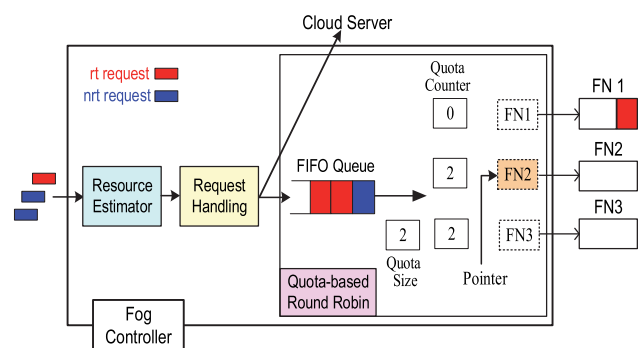 Cloud Server
rt request
nrt request
Quota
Counter
0
FN1
FN 1
Resource
Estimator
Request
Handling
FIFO Queue
2
FN2
FN2
2
2
FN3
FN3
Quota
Size
Pointer
Quota-based
Round Robin
Fog
Controller